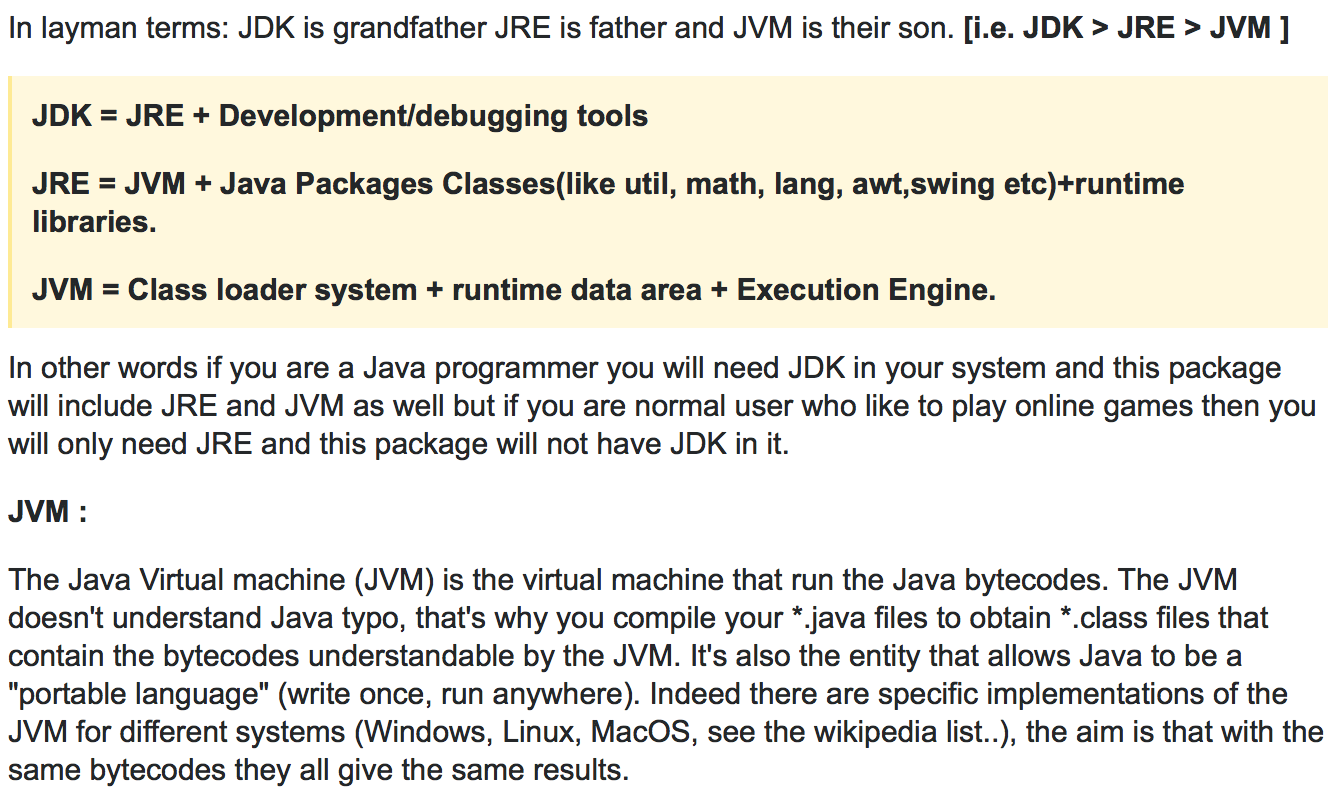 In layman terms: JDK is grandfather JRE is father and JVM is their son. [i.e. JDK > JRE > JVM ]
JDK = JRE + Development/debugging tools
JRE = JVM + Java Packages Classes(like util, math, lang, awt,swing etc)+runtime
libraries.
JVM = Class loader system + runtime data area + Execution Engine.
In other words if you are a Java programmer you will need JDK in your system and this package
will include JRE and JVM as well but if you are normal user who like to play online games then you
will only need JRE and this package will not have JDK in it.
JVM :
The Java Virtual machine (JVM) is the virtual machine that run the Java bytecodes. The JVM
doesn't understand Java typo, that's why you compile your *.java files to obtain *.class files that
contain the bytecodes understandable by the JVM. It's also the entity that allows Java to be a
"portable language" (write once, run anywhere). Indeed there are specific implementations of the
JVM for different systems (Windows, Linux, MacOS, see the wikipedia list..), the aim is that with the
same bytecodes they all give the same results.